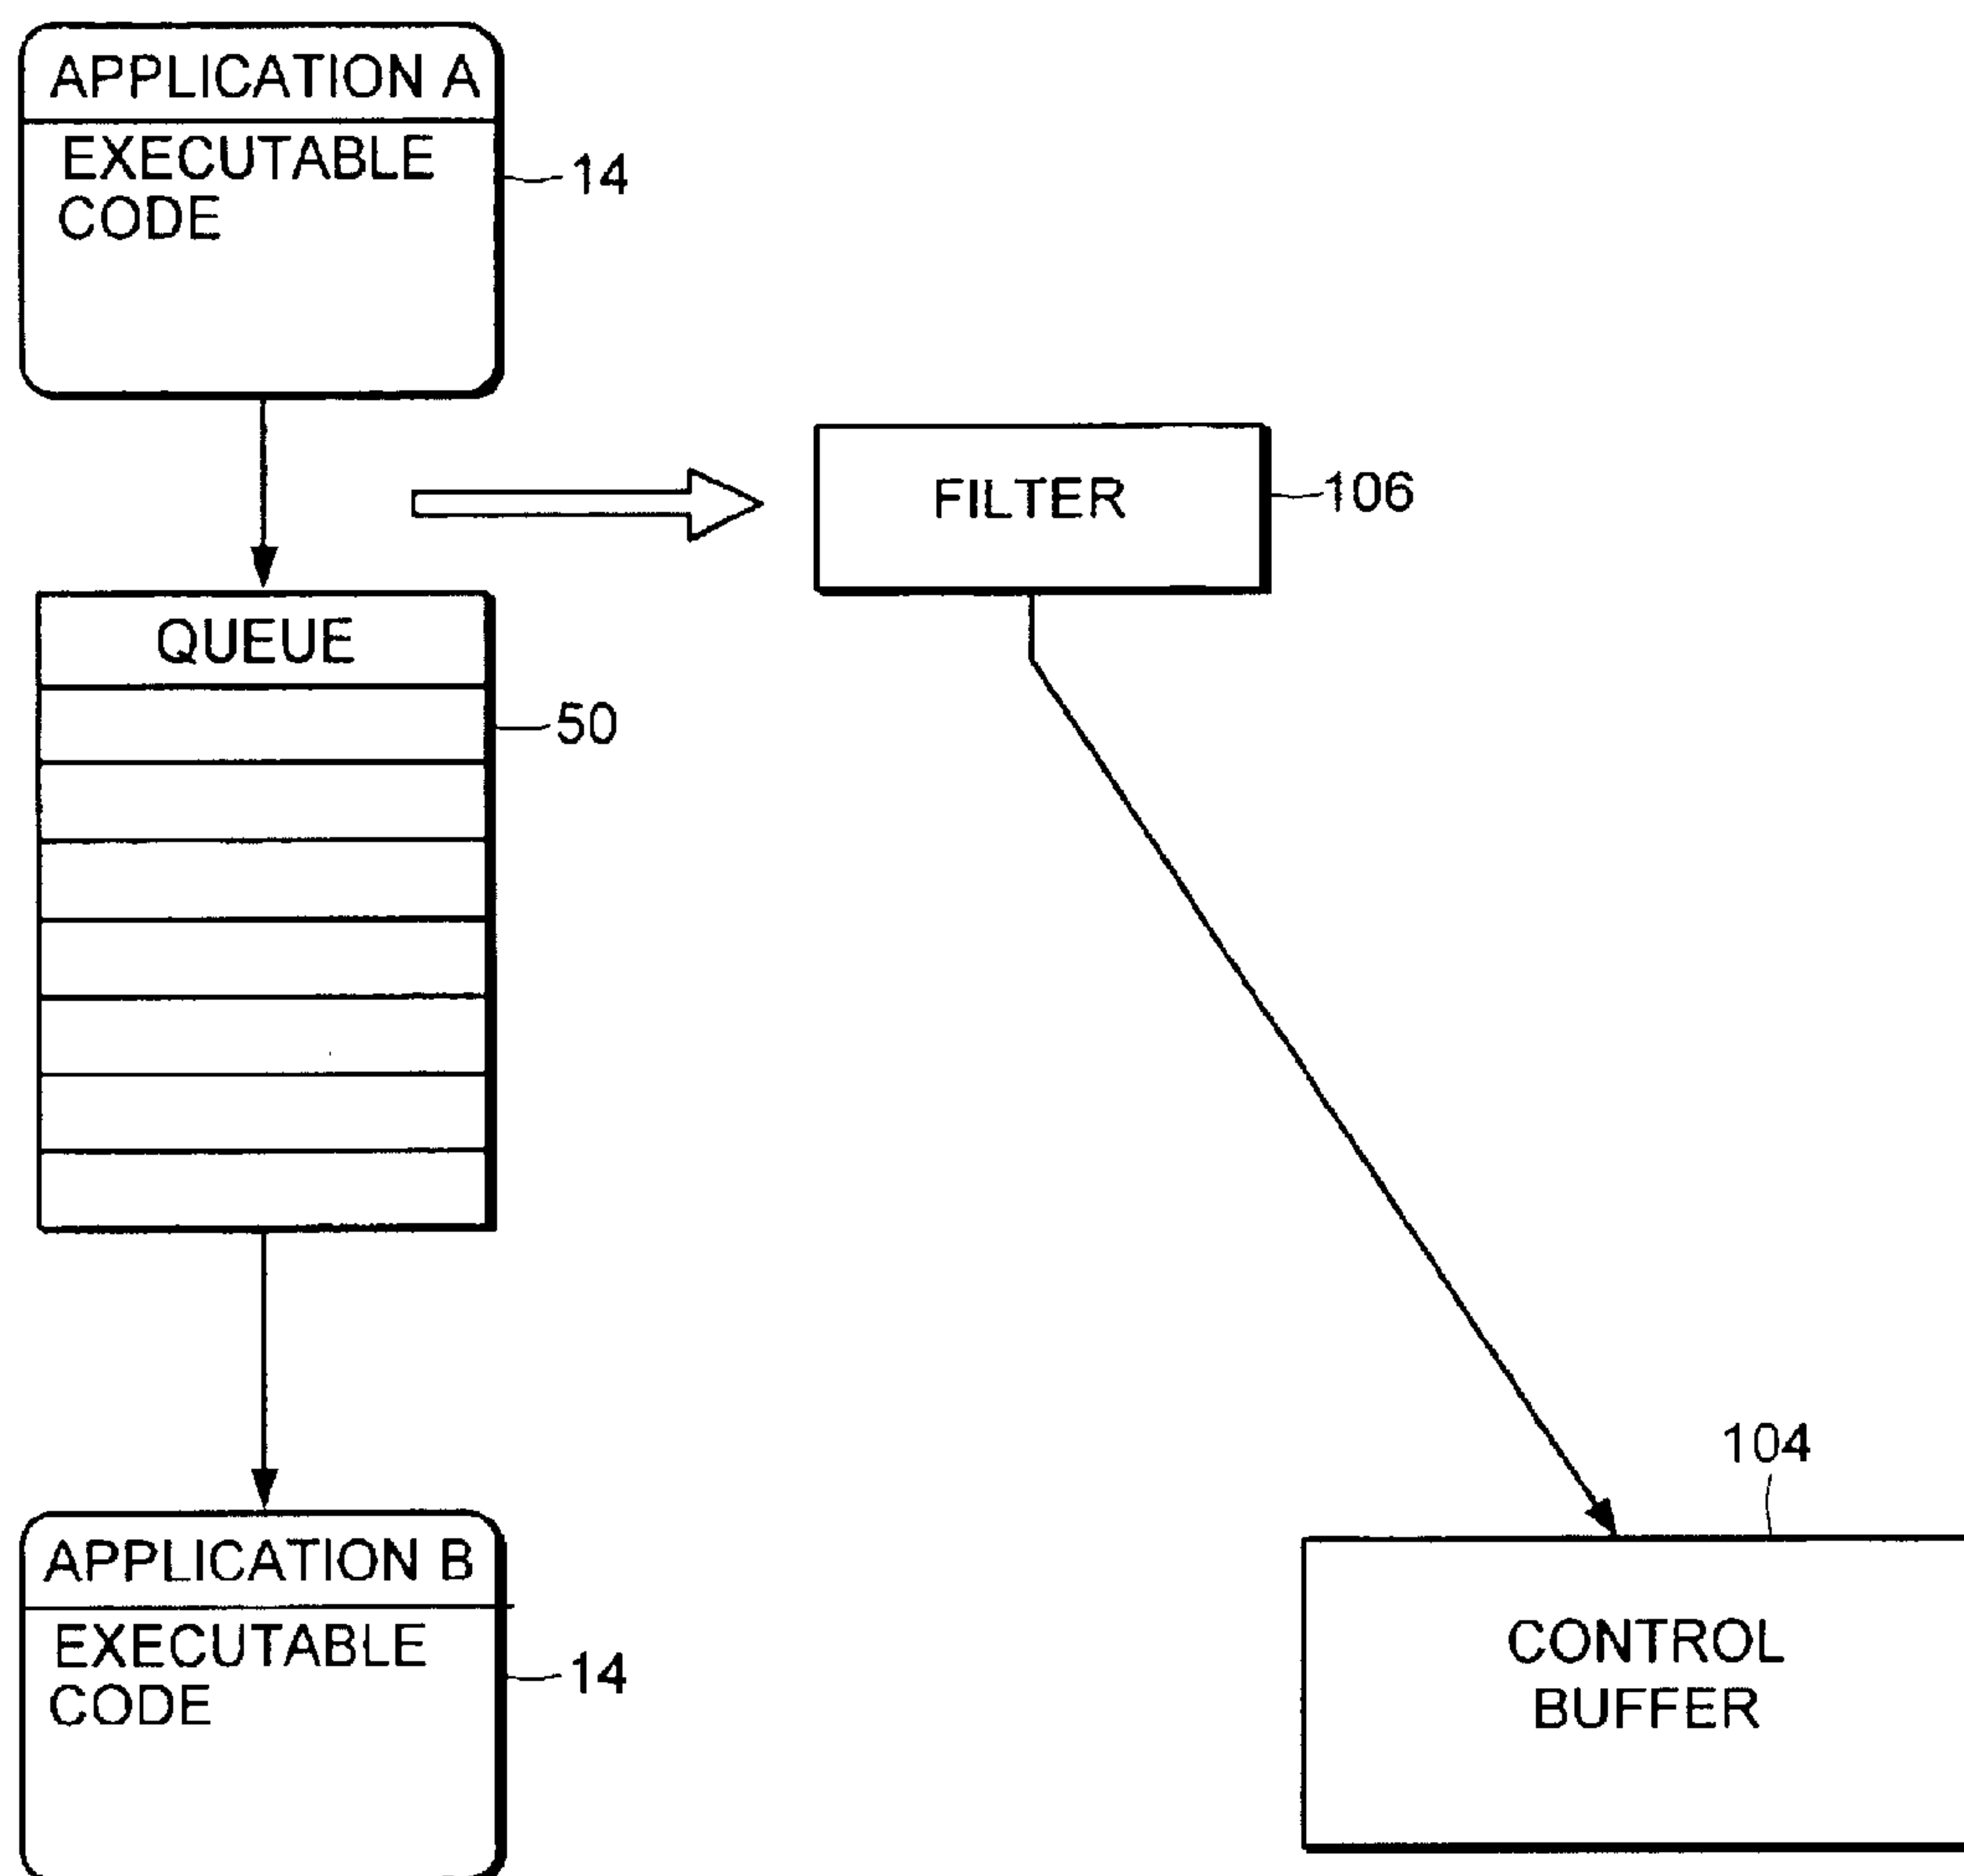 APPLICATION A
EXECUTABLE
CODE
14
FILTER
106
QUEUE
50
104
APPLICATION B
EXECUTABLE
CODE
14
CONTROL
BUFFER